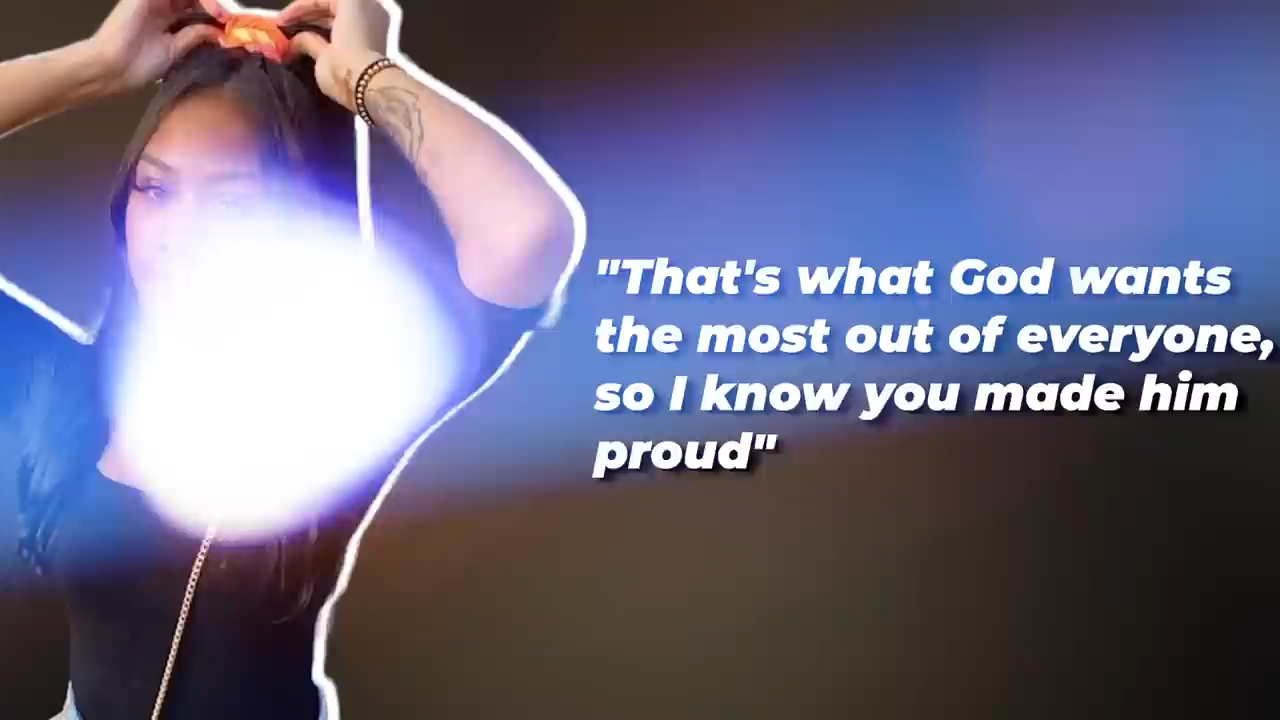 "That's what God wants
the most out of everyone,
so I know you made him
proud"